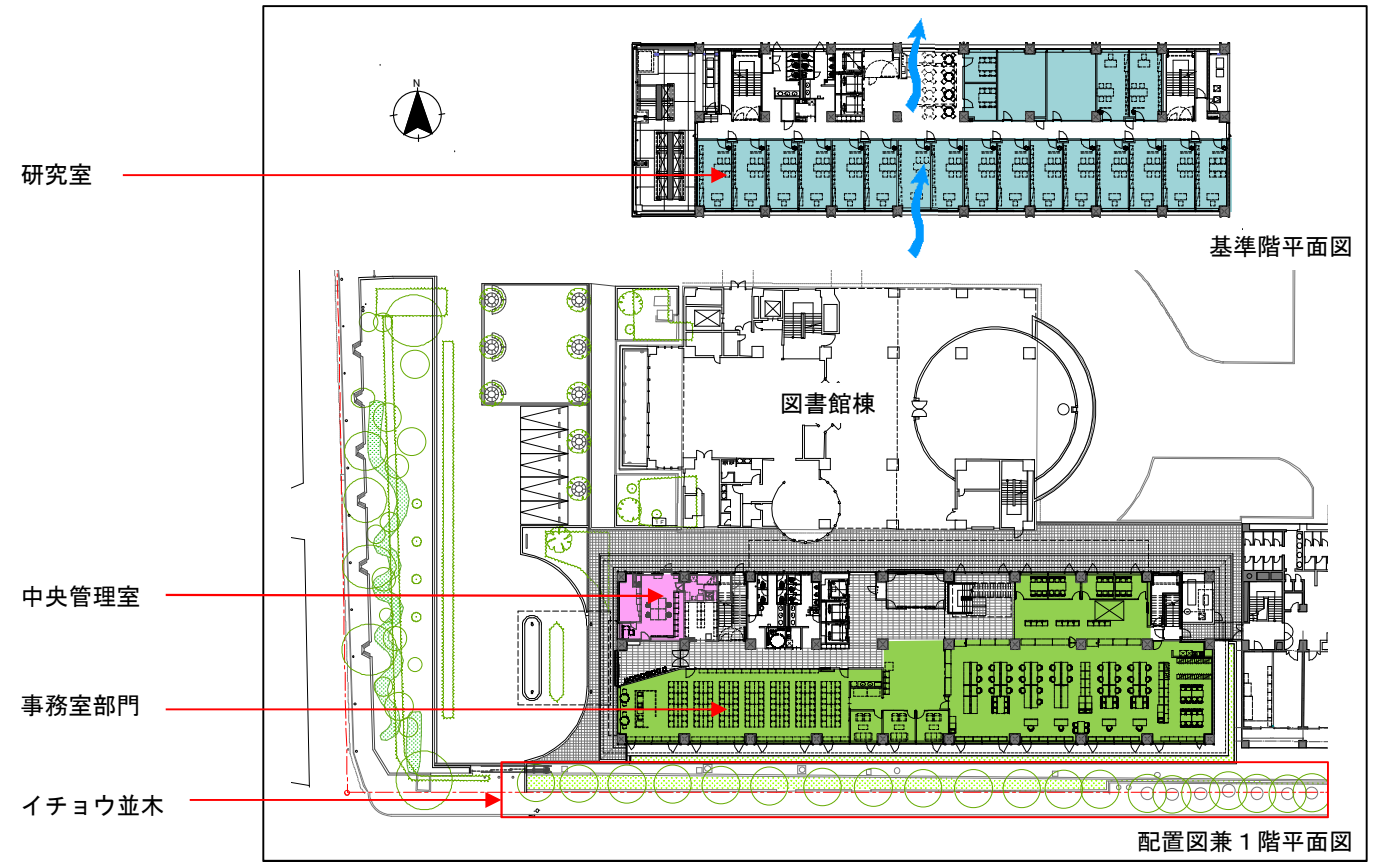 N
研究室
基準階平面図
図書館棟
中央管理室
事務室部門
イチョウ並木
配置図兼１階平面図